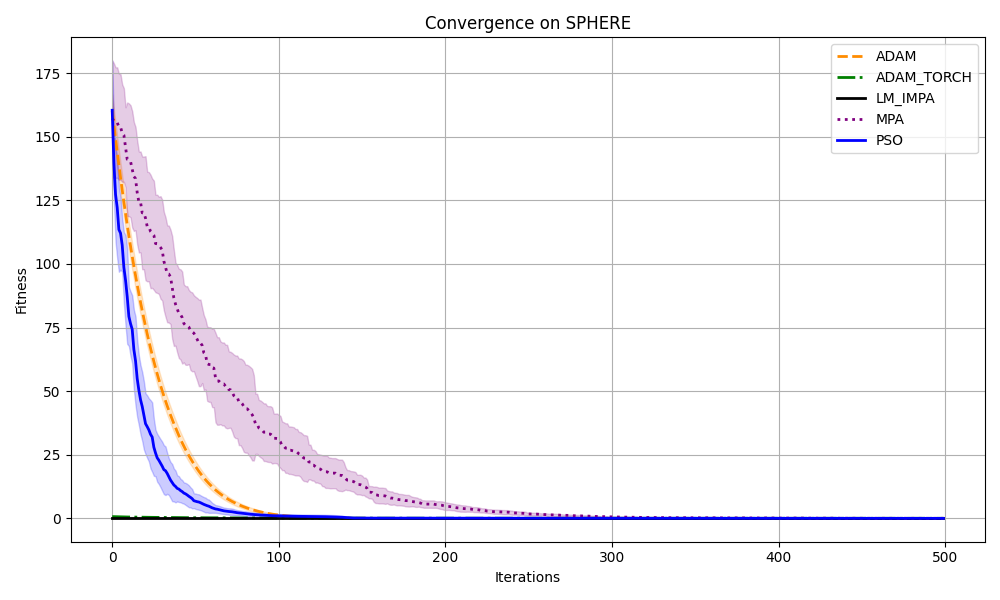 Convergence on SPHERE
175
150
125
100
75
50
25
0
Fitness
0 100 200 300 400 500
Iterations
ADAM
ADAM_TORCH
LM_IMPA
MPA
PSO